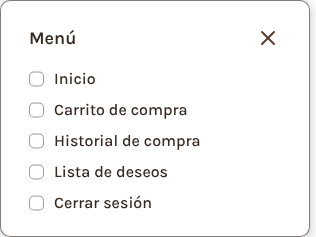 Menú
Inicio
Carrito de compra
Historial de compra
Lista de deseos
Cerrar sesión